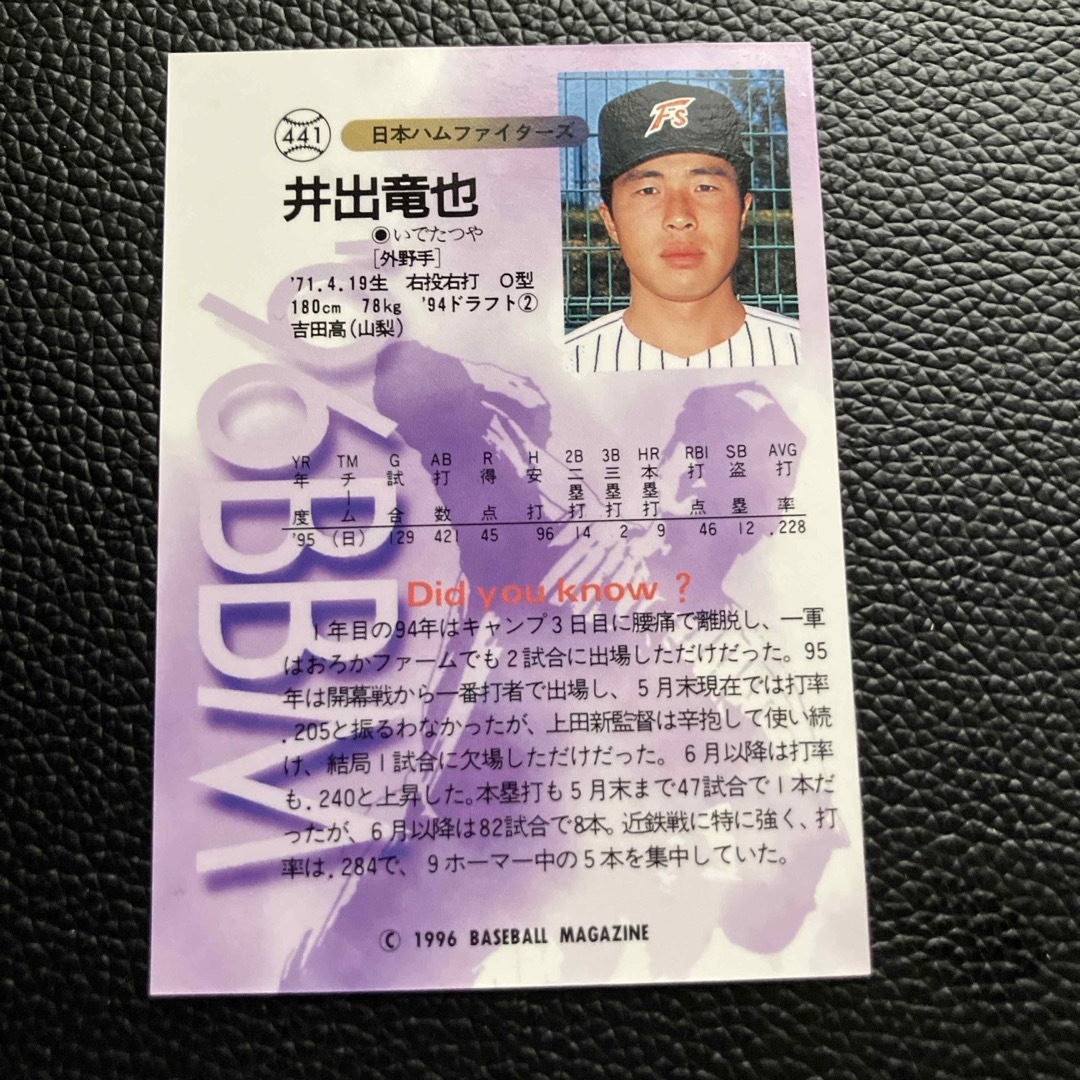 441 日本ハムファイターズ
Fs
井出竜也
◉いでたつや
[外野手]
'71.4.19生 右投右打 O型
180cm 78kg '94ドラフト②
吉田高(山梨)
'96BBM
YR TM G AB R H 2B 3B HR RBI SB AVG
年度 チーム 試合 打数 得点 安打 二塁打 三塁打 本塁打 打点 盗塁 打率
'95 (日) 129 421 45 96 14 2 9 46 12 .228
Did you know ?
1年目の94年はキャンプ3日目に腰痛で離脱し、一軍
はおろかファームでも2試合に出場しただけだった。95
年は開幕戦から一番打者で出場し、5月末現在では打率
.205と振るわなかったが、上田新監督は辛抱して使い続
け、結局1試合に欠場しただけだった。6月以降は打率
も.240と上昇した。本塁打も5月末まで47試合で1本だ
ったが、6月以降は82試合で8本。近鉄戦に特に強く、打
率は.284で、9ホーマー中の5本を集中していた。
© 1996 BASEBALL MAGAZINE